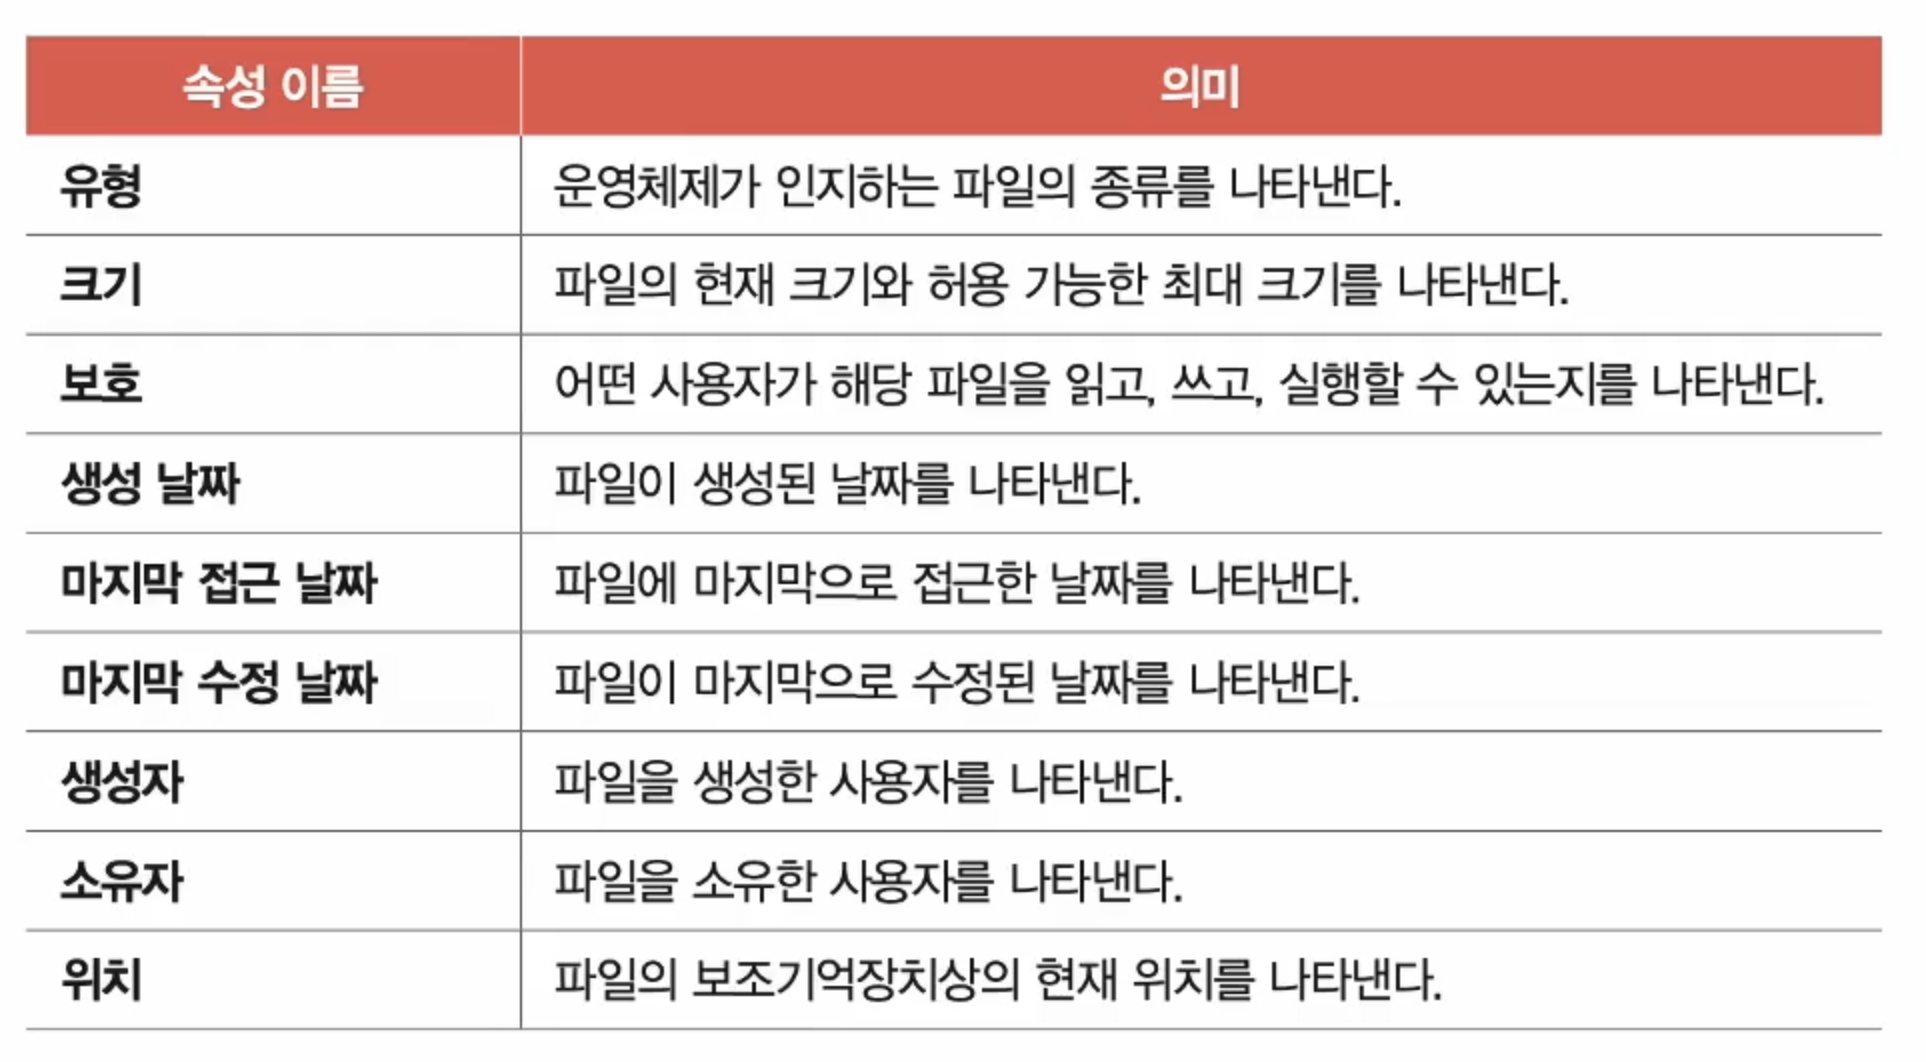 속성 이름 의미
유형 운영체제가 인지하는 파일의 종류를 나타낸다.
크기 파일의 현재 크기와 허용 가능한 최대 크기를 나타낸다.
보호 어떤 사용자가 해당 파일을 읽고, 쓰고, 실행할 수 있는지를 나타낸다.
생성 날짜 파일이 생성된 날짜를 나타낸다.
마지막 접근 날짜 파일에 마지막으로 접근한 날짜를 나타낸다.
마지막 수정 날짜 파일이 마지막으로 수정된 날짜를 나타낸다.
생성자 파일을 생성한 사용자를 나타낸다.
소유자 파일을 소유한 사용자를 나타낸다.
위치 파일의 보조기억장치상의 현재 위치를 나타낸다.